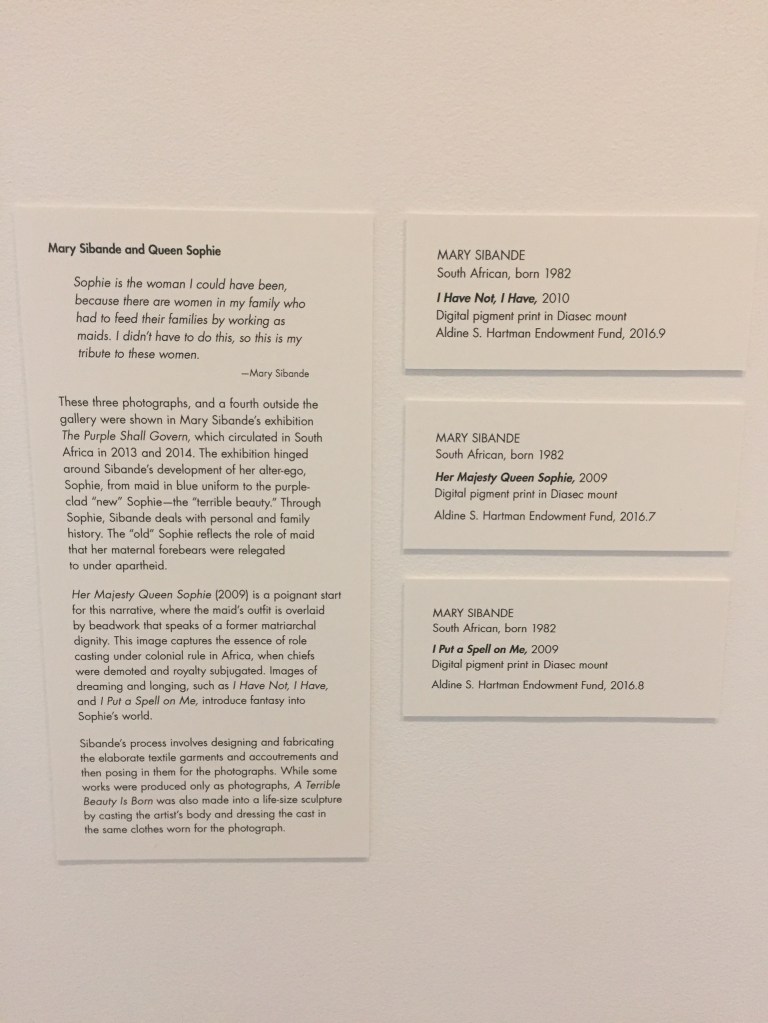 Mary Sibande and Queen Sophie
Sophie is the woman I could have been,
because there are women in my family who
had to feed their families by working as
maids. I didn't have to do this, so this is my
tribute to these women.
—Mary Sibande
These three photographs, and a fourth outside the
gallery were shown in Mary Sibande's exhibition
The Purple Shall Govern, which circulated in South
Africa in 2013 and 2014. The exhibition hinged
around Sibande's development of her alter-ego,
Sophie, from maid in blue uniform to the purple-
clad "new" Sophie—the "terrible beauty." Through
Sophie, Sibande deals with personal and family
history. The "old" Sophie reflects the role of maid
that her maternal forebears were relegated
to under apartheid.
Her Majesty Queen Sophie (2009) is a poignant start
for this narrative, where the maid's outfit is overlaid
by beadwork that speaks of a former matriarchal
dignity. This image captures the essence of role
casting under colonial rule in Africa, when chiefs
were demoted and royalty subjugated. Images of
dreaming and longing, such as I Have Not, I Have,
and I Put a Spell on Me, introduce fantasy into
Sophie's world.
Sibande's process involves designing and fabricating
the elaborate textile garments and accoutrements and
then posing in them for the photographs. While some
works were produced only as photographs, A Terrible
Beauty Is Born was also made into a life-size sculpture
by casting the artist's body and dressing the cast in
the same clothes worn for the photograph.
MARY SIBANDE
South African, born 1982
I Have Not, I Have, 2010
Digital pigment print in Diasec mount
Aldine S. Hartman Endowment Fund, 2016.9
MARY SIBANDE
South African, born 1982
Her Majesty Queen Sophie, 2009
Digital pigment print in Diasec mount
Aldine S. Hartman Endowment Fund, 2016.7
MARY SIBANDE
South African, born 1982
I Put a Spell on Me, 2009
Digital pigment print in Diasec mount
Aldine S. Hartman Endowment Fund, 2016.8